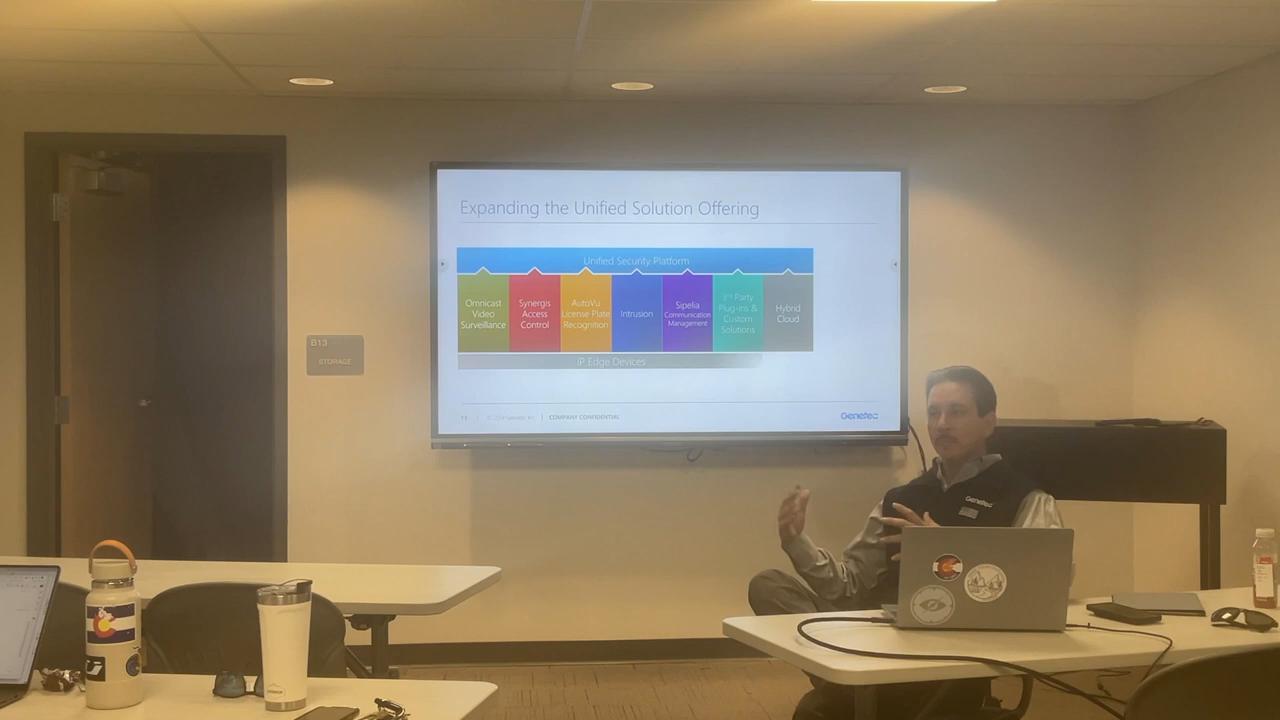 Expanding the Unified Solution Offering
Unified Security Platform
Omnicast
Video
Surveillance
Synergis
Access
Control
AutoVu
License Plate
Recognition
Intrusion
Sipelia
Communication
Management
3rd Party
Plug-ins &
Custom
Solutions
Hybrid
Cloud
IP Edge Devices
COMPANY CONFIDENTIAL
Genetec
B13
STORAGE
Genetec